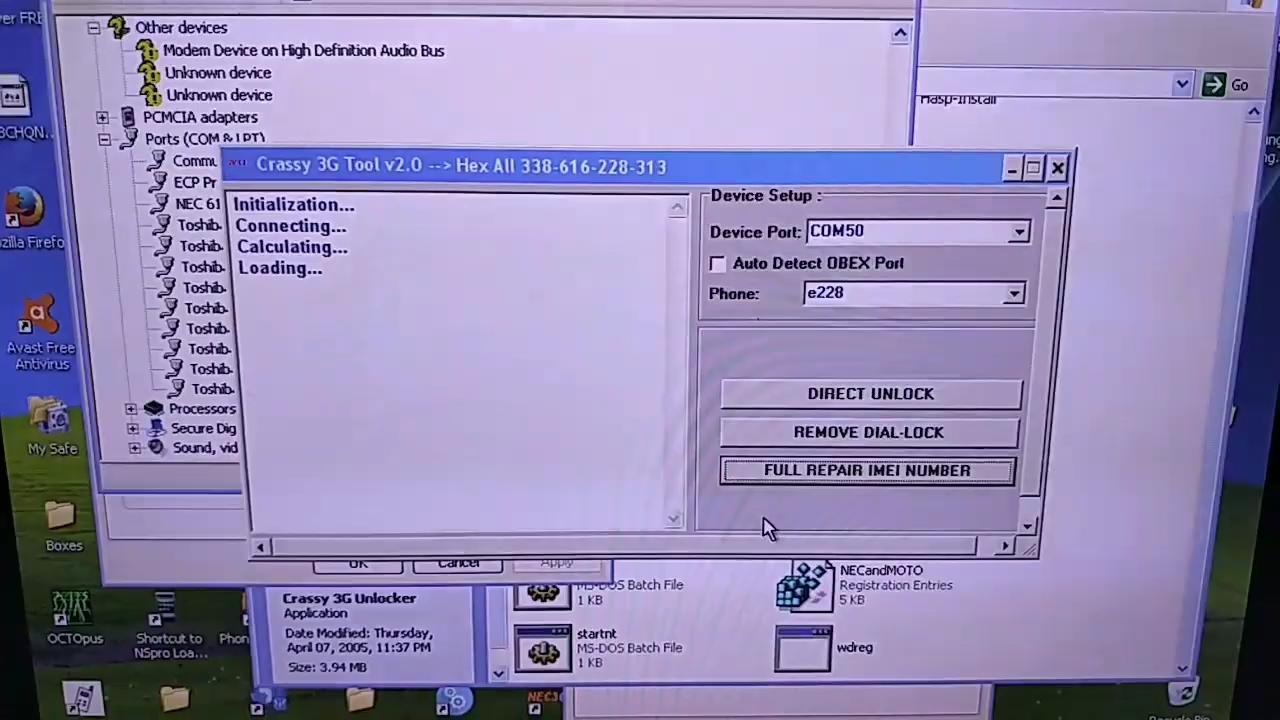 Other devices
Modem Device on High Definition Audio Bus
Unknown device
Unknown device
PCMCIA adapters
Ports (COM & LPT)
Commu
ECP Pr
NEC 61
Toshib
Toshib
Toshib
Toshib
Toshib
Toshib
Toshib
Toshib
Toshib
Processors
Secure Dig
Sound, vid
Go
Hasp-Install
Crassy 3G Tool v2.0 --> Hex All 338-616-228-313
Initialization...
Connecting...
Calculating...
Loading...
Device Setup :
Device Port: COM50
Auto Detect OBEX Port
Phone: e228
DIRECT UNLOCK
REMOVE DIAL-LOCK
FULL REPAIR IMEI NUMBER
OK
Cancel
Apply
Crassy 3G Unlocker
Application
Date Modified: Thursday,
April 07, 2005, 11:37 PM
Size: 3.94 MB
MS-DOS Batch File
1 KB
startnt
MS-DOS Batch File
1 KB
NECandMOTO
Registration Entries
5 KB
wdreg
Avast Free
Antivirus
My Safe
Boxes
OCTOpus
Shortcut to
NSpro Loa...
Phon